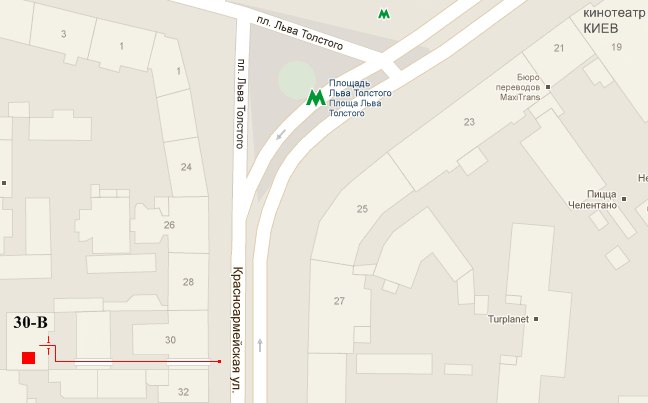 кинотеатр
КИЕВ
пл. Льва Толстого
21
19
3
1
1
пл. Льва Толстого
Площадь
Льва Толстого
Площа Льва
Толстого
Бюро
переводов
MaxiTrans
23
24
Не
Пицца
Челентано
25
26
28
27
Красноармейская ул.
30-В
30
Turplanet
32